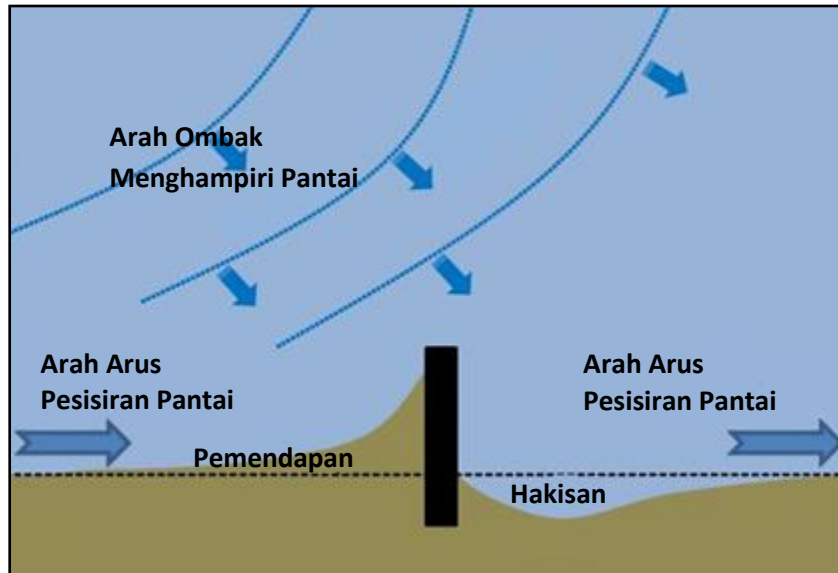 Arah Ombak
Menghampiri Pantai
Arah Arus
Pesisiran Pantai
Arah Arus
Pesisiran Pantai
Pemendapan
Hakisan